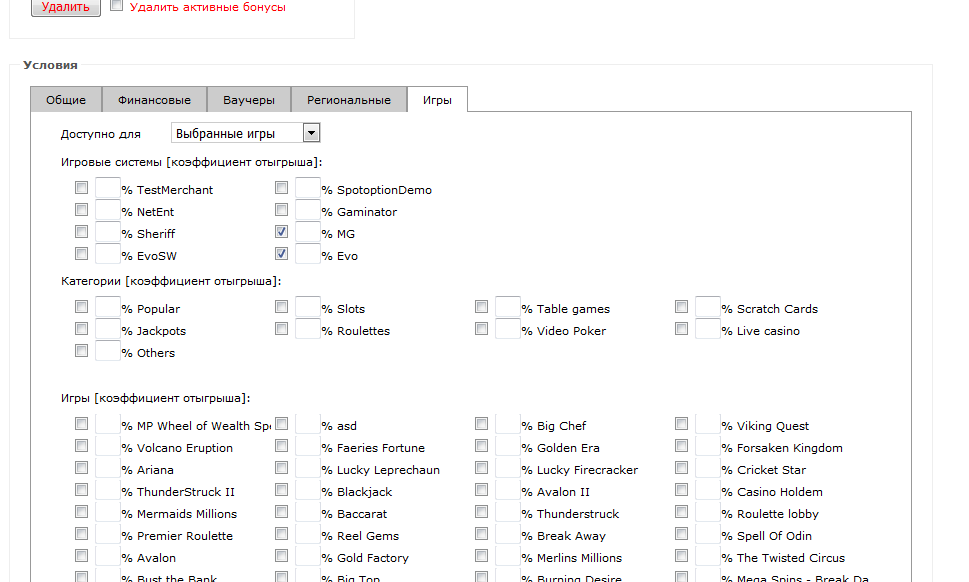 Удалить Удалить активные бонусы
Условия
Общие Финансовые Ваучеры Региональные Игры
Доступно для Выбранные игры
Игровые системы [коэффициент отыгрыша]:
% TestMerchant % SpotoptionDemo
% NetEnt % Gaminator
% Sheriff % MG
% EvoSW % Evo
Категории [коэффициент отыгрыша]:
% Popular % Slots % Table games % Scratch Cards
% Jackpots % Roulettes % Video Poker % Live casino
% Others
Игры [коэффициент отыгрыша]:
% MP Wheel of Wealth Spe % asd % Big Chef % Viking Quest
% Volcano Eruption % Faeries Fortune % Golden Era % Forsaken Kingdom
% Ariana % Lucky Leprechaun % Lucky Firecracker % Cricket Star
% ThunderStruck II % Blackjack % Avalon II % Casino Holdem
% Mermaids Millions % Baccarat % Thunderstruck % Roulette lobby
% Premier Roulette % Reel Gems % Break Away % Spell Of Odin
% Avalon % Gold Factory % Merlins Millions % The Twisted Circus
% Bust the Bank % Big Top % Burning Desire % Mega Spins - Break Da